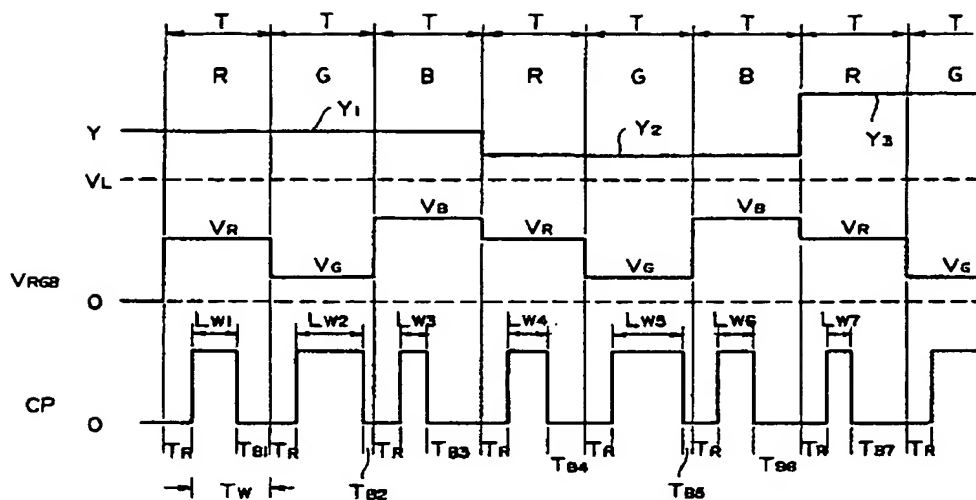 T T T T T T T T
R G B R G B R G
Y Y1 Y2 Y3
VL
VR VG VB VR VG VB VR VG
VRGB
O
LW1 LW2 LW3 LW4 LW5 LW6 LW7
CP
O
TR TB1 TR TR TB3 TR TR TR TB6 TR TB7 TR
TB2 TB4 TB5
TW